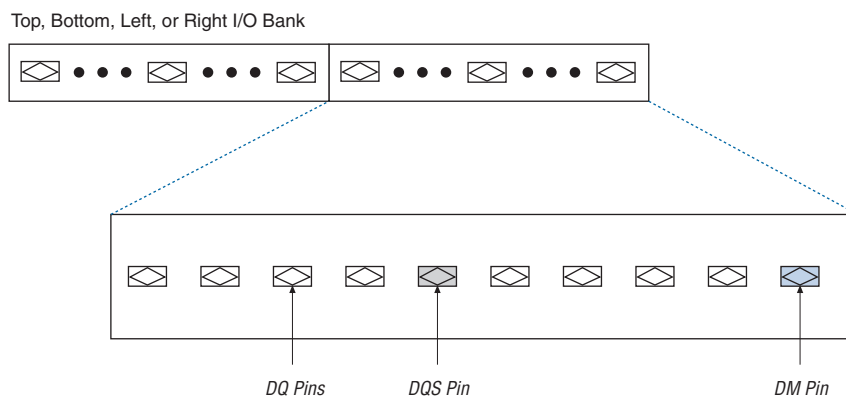 Top, Bottom, Left, or Right I/O Bank
DQ Pins
DQS Pin
DM Pin